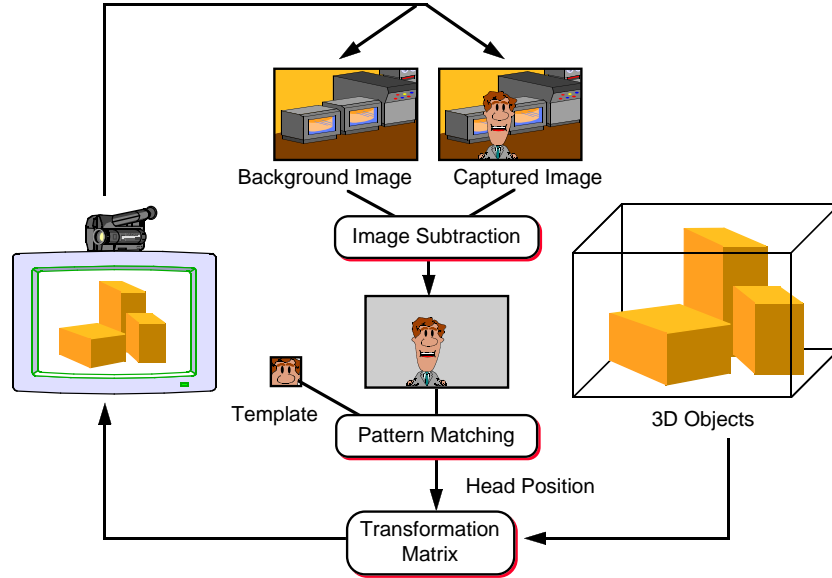 Background Image
Captured Image
Image Subtraction
Template
Pattern Matching
3D Objects
Head Position
Transformation
Matrix